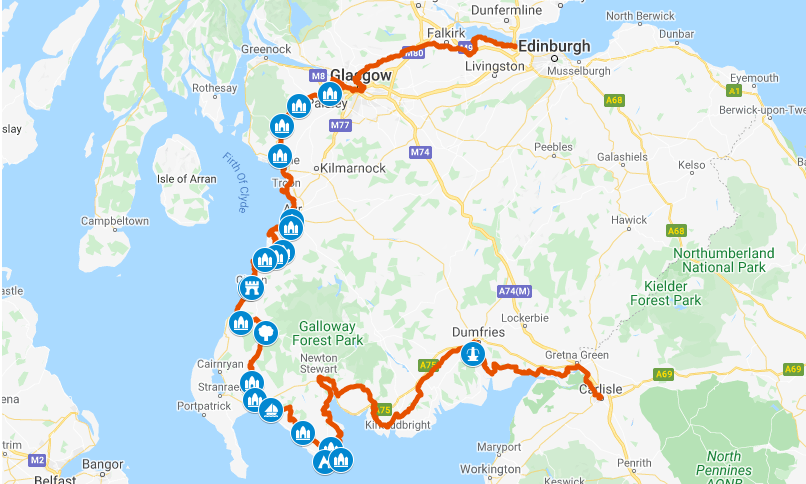 Dunfermline
North Berwick
Greenock
Falkirk
M80
M9
Edinburgh
Dunbar
M8
Glasgow
Livingston
Musselburgh
Rothesay
Paisley
A68
A1
Eyemouth
Berwick-upon-Twe
M77
M74
Peebles
slay
Kilmarnock
Galashiels
Kelso
Isle of Arran
Firth Of Clyde
Troon
Campbeltown
Hawick
A68
Northumberland
National Park
astle
A74(M)
Kielder
Forest Park
Lockerbie
Galloway
Forest Park
Dumfries
Newton
Stewart
Gretna Green
Cairnryan
A75
A69
A69
Stranraer
Carlisle
Portpatrick
A75
Kirkcudbright
ena
ntrim
Maryport
M2
Bangor
Workington
Penrith
North
Pennines
AONB
Belfast
Keswick